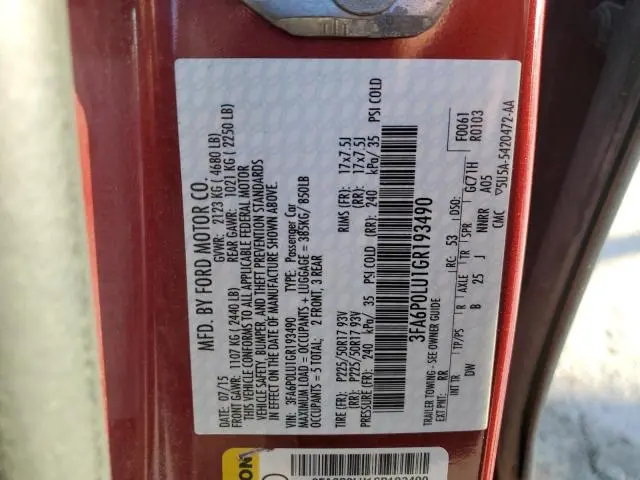 MFD. BY FORD MOTOR CO.
DATE: 07/15 GVWR: 2123 KG ( 4680 LB)
FRONT GAWR: 1107 KG ( 2440 LB) REAR GAWR: 1021 KG ( 2250 LB)
THIS VEHICLE CONFORMS TO ALL APPLICABLE FEDERAL MOTOR
VEHICLE SAFETY, BUMPER, AND THEFT PREVENTION STANDARDS
IN EFFECT ON THE DATE OF MANUFACTURE SHOWN ABOVE.
VIN: 3FA6P0LU1GR193490 TYPE: Passenger Car
MAXIMUM LOAD = OCCUPANTS + LUGGAGE = 385KG/ 850LB
OCCUPANTS = 5 TOTAL; 2 FRONT, 3 REAR
TIRE (FR): P225/50R17 93V RIMS (FR): 17x7.5J
(RR): P225/50R17 93V (RR): 17x7.5J
PRESSURE (FR): 240 kPa/ 35 PSI COLD (RR): 240 kPa/ 35 PSI COLD
3FA6P0LU1GR193490
TRAILER TOWING - SEE OWNER GUIDE
EXT PNT: RR RC: 53 DSO: F0061
R0103
INT TR TP/PS R AXLE TR SPR GC71H
DW B 25 J NNRR A05
CMC ▽5U5A-5420472-AA
3FA6P0LU1GR193490